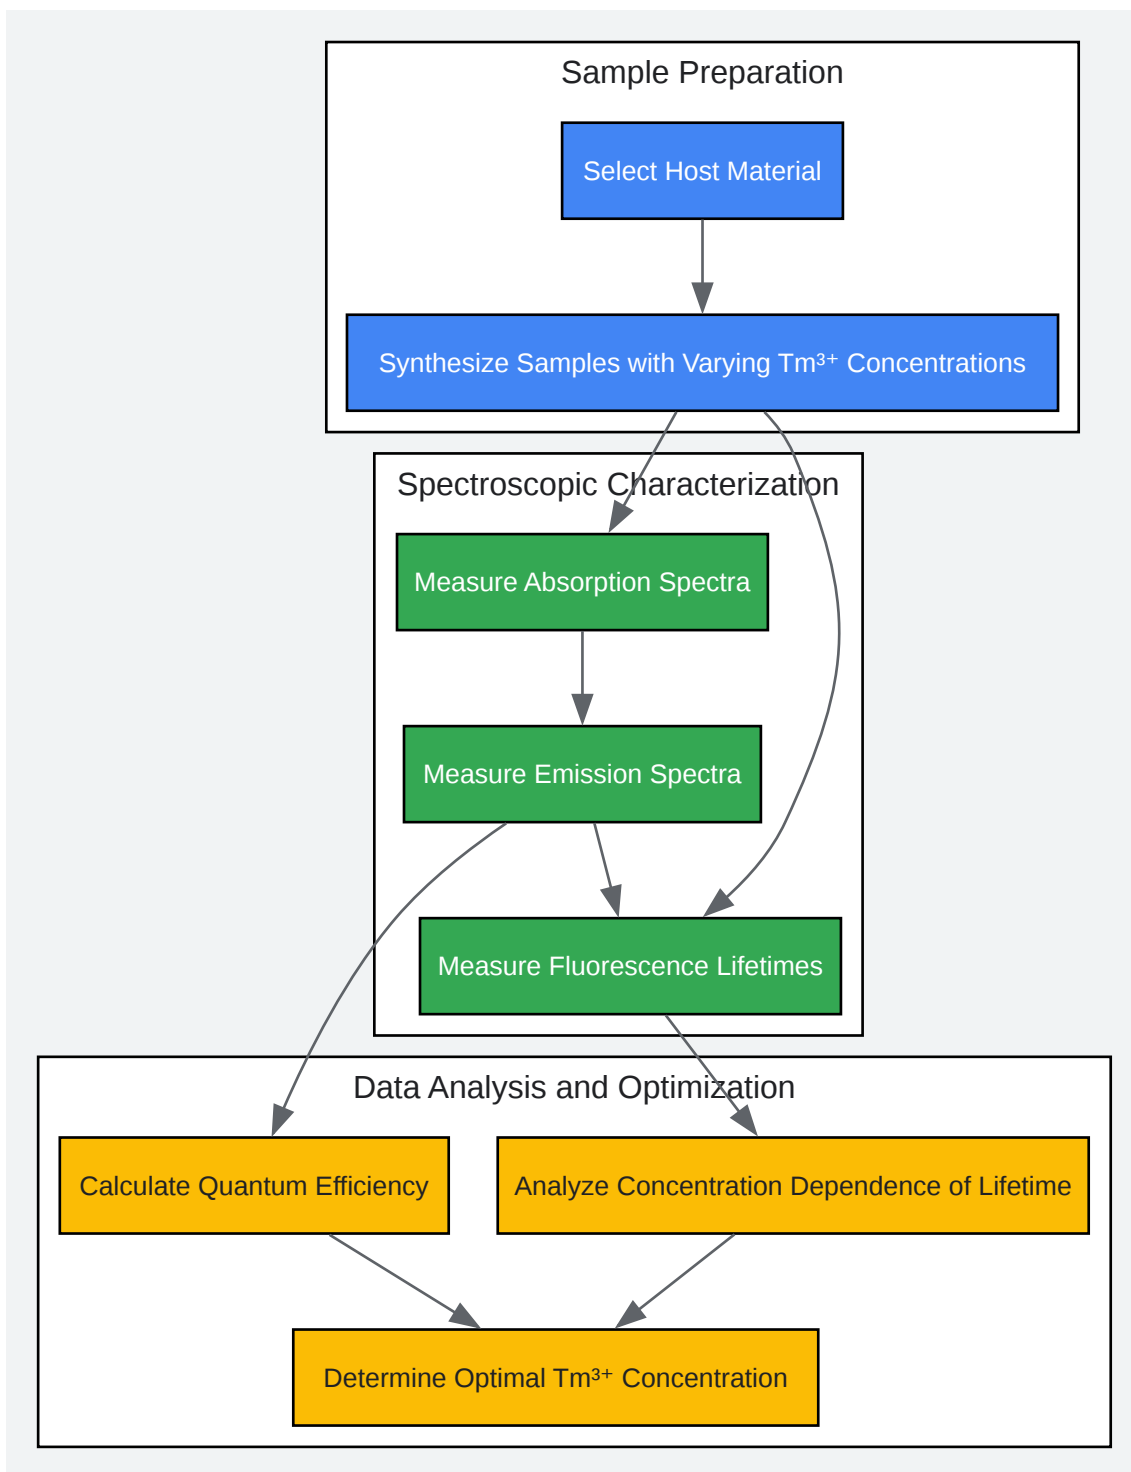 Sample Preparation
Select Host Material
Synthesize Samples with Varying Tm³⁺ Concentrations
Spectroscopic Characterization
Measure Absorption Spectra
Measure Emission Spectra
Measure Fluorescence Lifetimes
Data Analysis and Optimization
Calculate Quantum Efficiency
Analyze Concentration Dependence of Lifetime
Determine Optimal Tm³⁺ Concentration